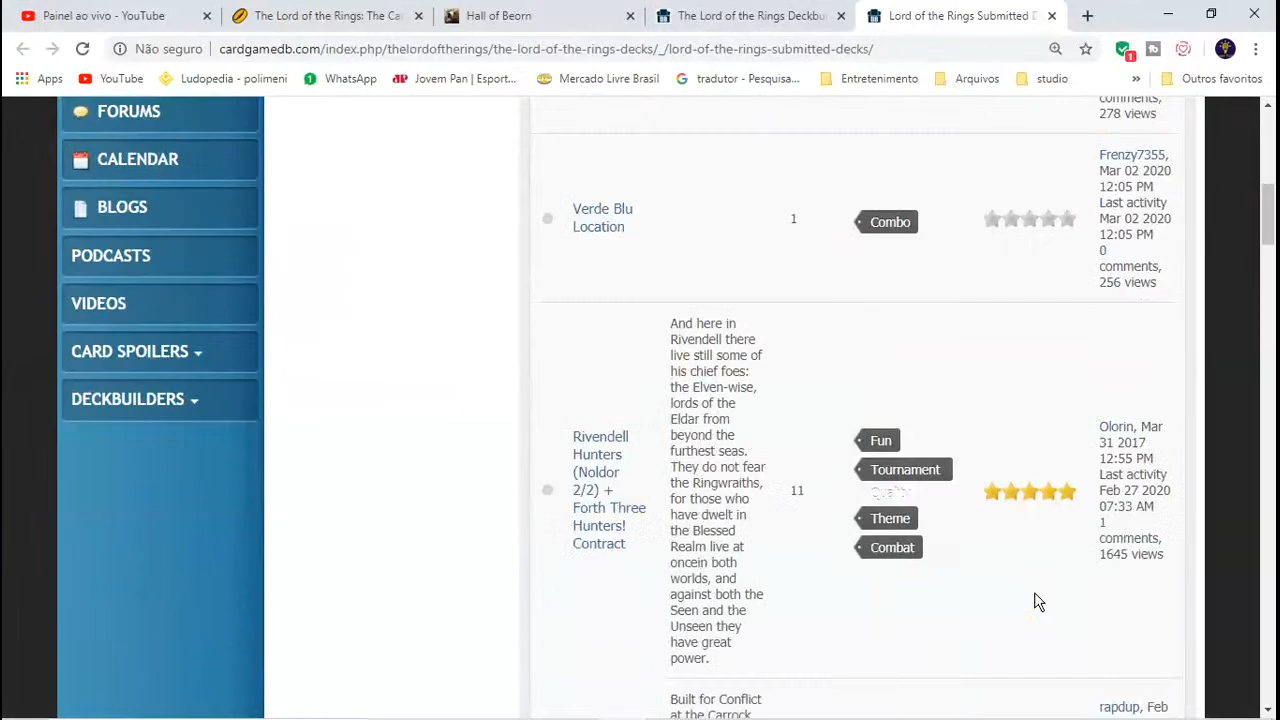 Painel ao vivo - YouTube
The Lord of the Rings: The Ca
Hall of Beorn
The Lord of the Rings Deckbu
Lord of the Rings Submitted D
Não seguro
cardgamedb.com/index.php/thelordoftherings/the-lord-of-the-rings-decks/_/lord-of-the-rings-submitted-decks/
1
Apps
YouTube
Ludopedia - polimeni
1
WhatsApp
Jovem Pan | Esport...
Mercado Livre Brasil
tradutor - Pesquisa...
Entretenimento
Arquivos
studio
»
Outros favoritos
FORUMS
CALENDAR
BLOGS
PODCASTS
VIDEOS
CARD SPOILERS
DECKBUILDERS
comments,
278 views
Verde Blu
Location
1
Combo
Frenzy7355,
Mar 02 2020
12:05 PM
Last activity
Mar 02 2020
12:05 PM
0
comments,
256 views
Rivendell
Hunters
(Noldor
2/2) +
Forth Three
Hunters!
Contract
And here in
Rivendell there
live still some of
his chief foes:
the Elven-wise,
lords of the
Eldar from
beyond the
furthest seas.
They do not fear
the Ringwraiths,
for those who
have dwelt in
the Blessed
Realm live at
oncein both
worlds, and
against both the
Seen and the
Unseen they
have great
power.
11
Fun
Tournament
Theme
Combat
Olorin, Mar
31 2017
12:55 PM
Last activity
Feb 27 2020
07:33 AM
1
comments,
1645 views
Built for Conflict
at the Carrock
rapdup, Feb